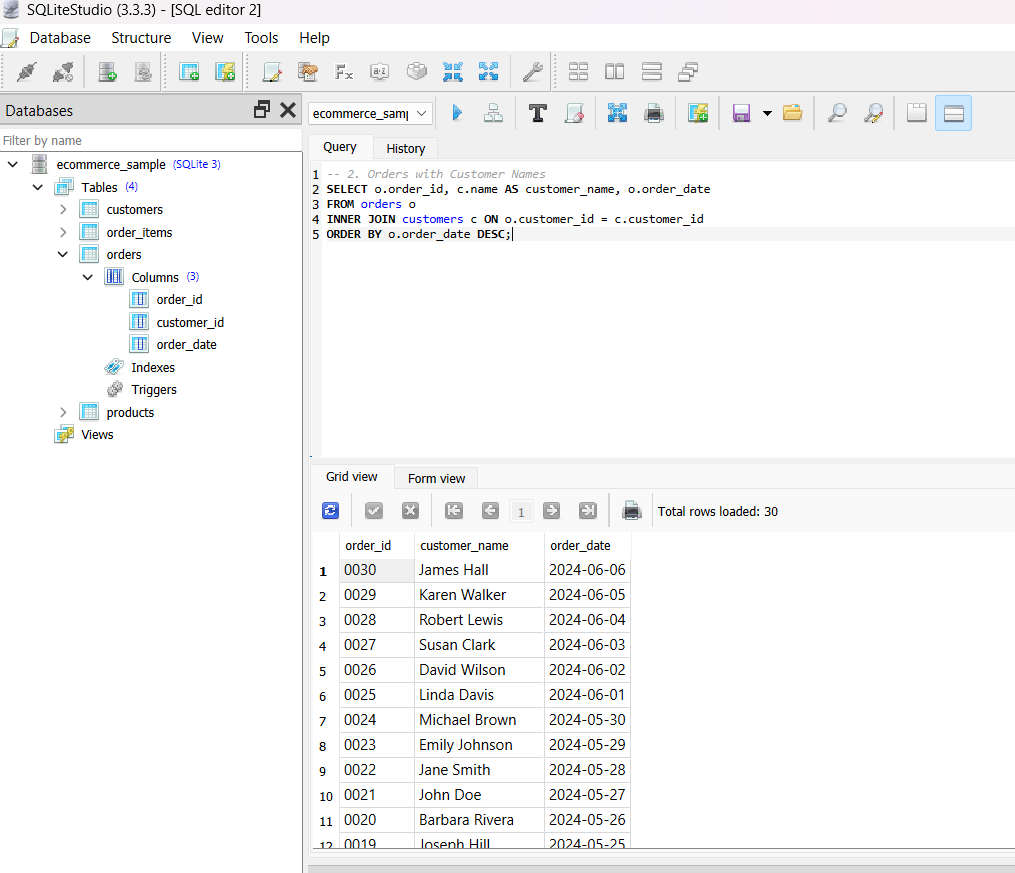 SQLiteStudio (3.3.3) - [SQL editor 2]
Database Structure View Tools Help
Databases
Filter by name
ecommerce_sample (SQLite 3)
Tables (4)
customers
order_items
orders
Columns (3)
order_id
customer_id
order_date
Indexes
Triggers
products
Views
ecommerce_samp
Query History
1 -- 2. Orders with Customer Names
2 SELECT o.order_id, c.name AS customer_name, o.order_date
3 FROM orders o
4 INNER JOIN customers c ON o.customer_id = c.customer_id
5 ORDER BY o.order_date DESC;
Grid view Form view
1 Total rows loaded: 30
order_id customer_name order_date
1 0030 James Hall 2024-06-06
2 0029 Karen Walker 2024-06-05
3 0028 Robert Lewis 2024-06-04
4 0027 Susan Clark 2024-06-03
5 0026 David Wilson 2024-06-02
6 0025 Linda Davis 2024-06-01
7 0024 Michael Brown 2024-05-30
8 0023 Emily Johnson 2024-05-29
9 0022 Jane Smith 2024-05-28
10 0021 John Doe 2024-05-27
11 0020 Barbara Rivera 2024-05-26
12 0019 Joseph Hill 2024-05-25